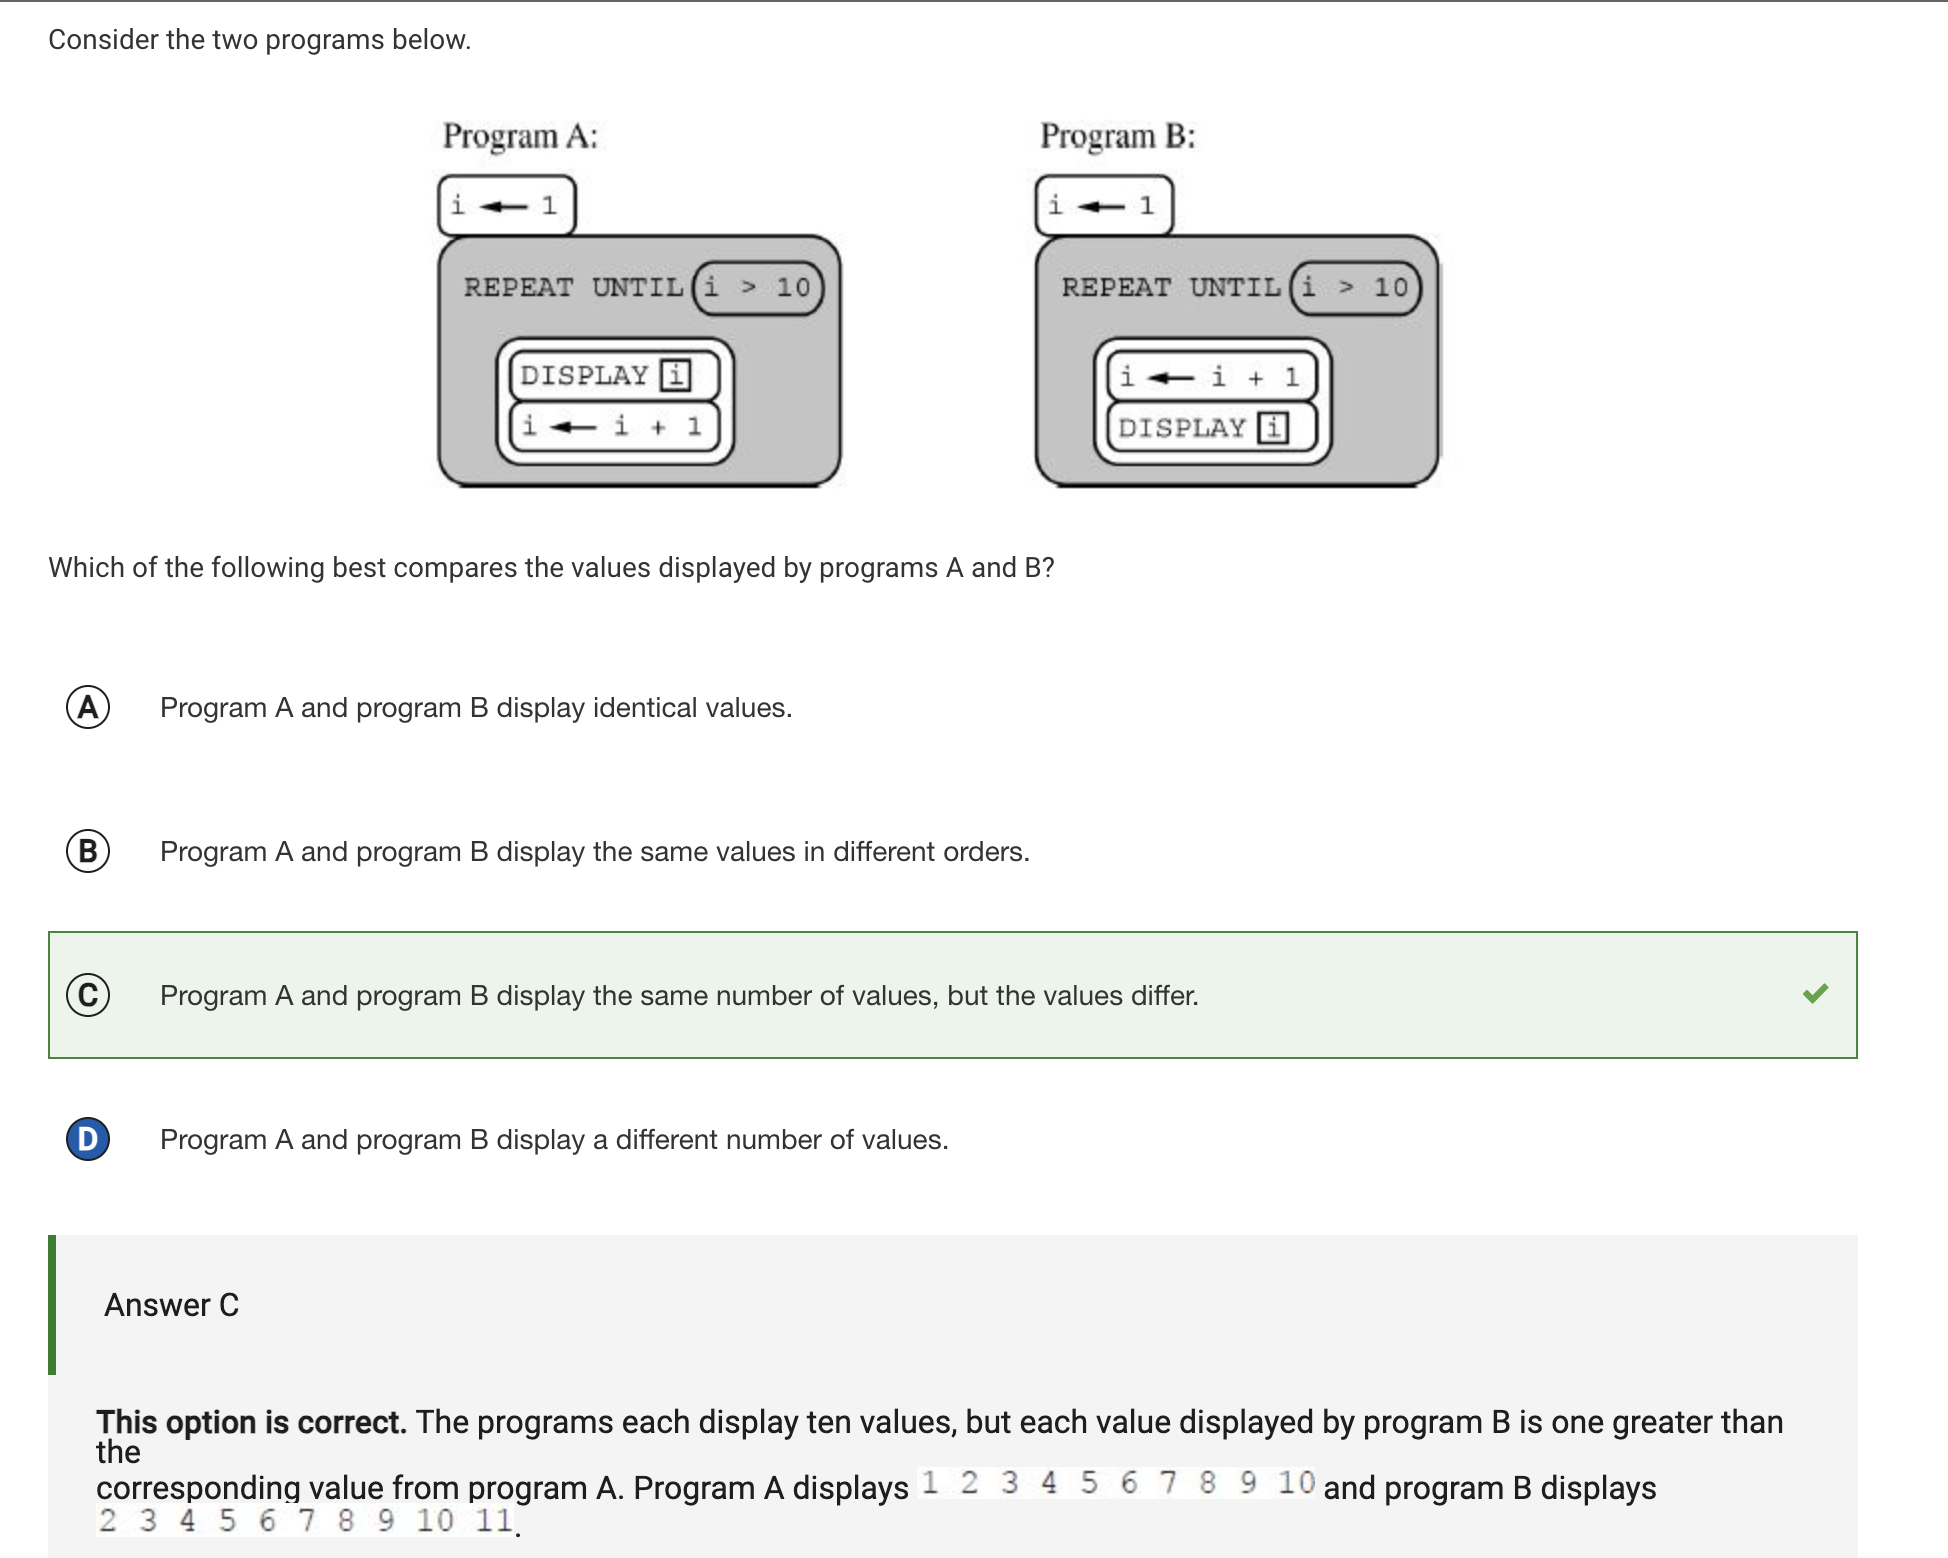 Consider the two programs below.
Program A:
i ← 1
REPEAT UNTIL i > 10
DISPLAY i
i ← i + 1
Program B:
i ← 1
REPEAT UNTIL i > 10
i ← i + 1
DISPLAY i
Which of the following best compares the values displayed by programs A and B?
A Program A and program B display identical values.
B Program A and program B display the same values in different orders.
C Program A and program B display the same number of values, but the values differ.
D Program A and program B display a different number of values.
Answer C
This option is correct. The programs each display ten values, but each value displayed by program B is one greater than
the
corresponding value from program A. Program A displays 1 2 3 4 5 6 7 8 9 10 and program B displays
2 3 4 5 6 7 8 9 10 11.